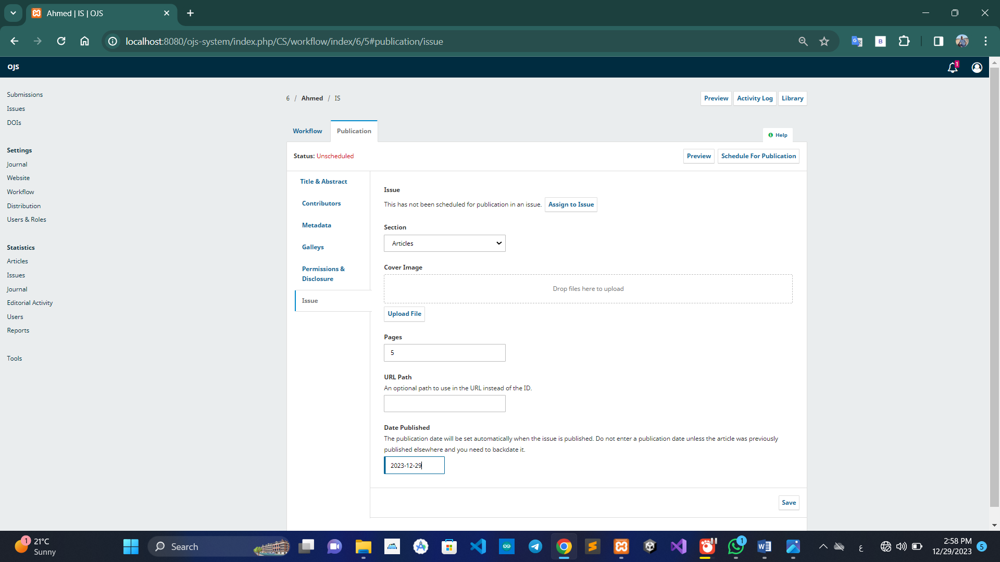 Ahmed | IS | OJS
localhost:8080/ojs-system/index.php/CS/workflow/index/6/5#publication/issue
B
OJS
1
Submissions
Issues
DOIs
Settings
Journal
Website
Workflow
Distribution
Users & Roles
Statistics
Articles
Issues
Journal
Editorial Activity
Users
Reports
Tools
6 / Ahmed / IS
Preview
Activity Log
Library
Workflow
Publication
Help
Status: Unscheduled
Preview
Schedule For Publication
Title & Abstract
Contributors
Metadata
Galleys
Permissions &
Disclosure
Issue
Issue
This has not been scheduled for publication in an issue. Assign to Issue
Section
Articles
Cover Image
Drop files here to upload
Upload File
Pages
5
URL Path
An optional path to use in the URL instead of the ID.
Date Published
The publication date will be set automatically when the issue is published. Do not enter a publication date unless the article was previously
published elsewhere and you need to backdate it.
2023-12-29
Save
1
21°C
Sunny
Search
1
ع
2:58 PM
12/29/2023
5